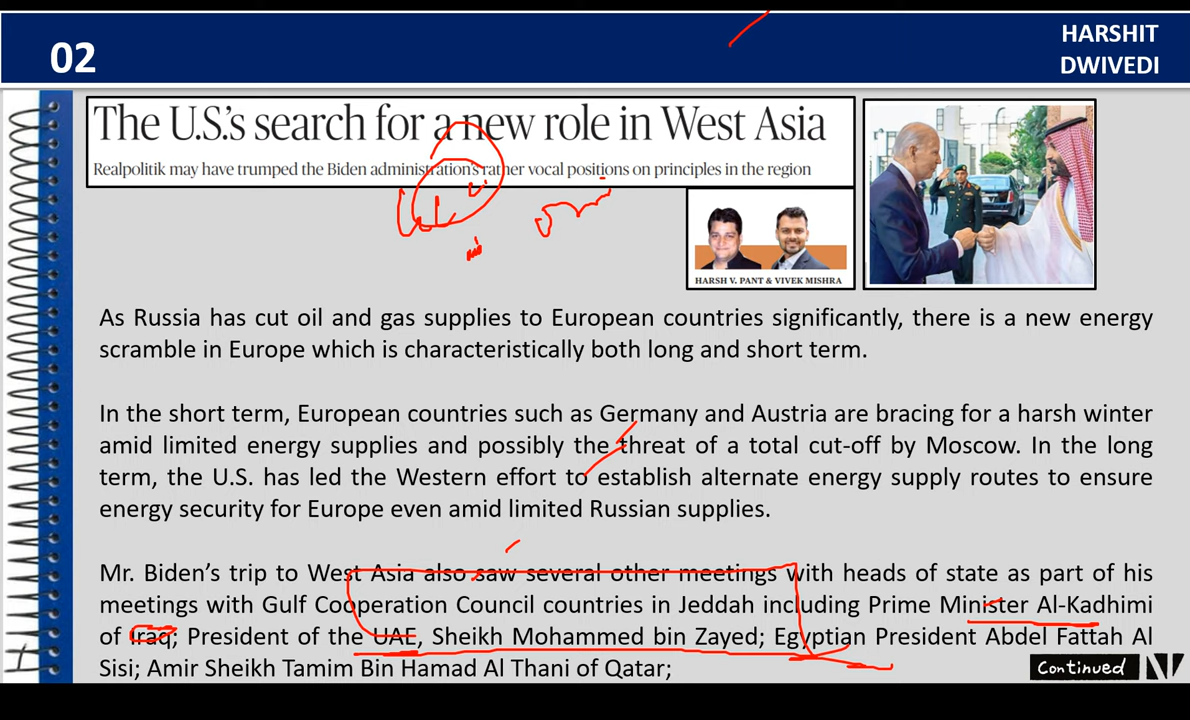 02
HARSHIT
DWIVEDI
The U.S.'s search for a new role in West Asia
Realpolitik may have trumped the Biden administration's rather vocal positions on principles in the region
HARSH V. PANT & VIVEK MISHRA
As Russia has cut oil and gas supplies to European countries significantly, there is a new energy
scramble in Europe which is characteristically both long and short term.
In the short term, European countries such as Germany and Austria are bracing for a harsh winter
amid limited energy supplies and possibly the threat of a total cut-off by Moscow. In the long
term, the U.S. has led the Western effort to establish alternate energy supply routes to ensure
energy security for Europe even amid limited Russian supplies.
Mr. Biden's trip to West Asia also saw several other meetings with heads of state as part of his
meetings with Gulf Cooperation Council countries in Jeddah including Prime Minister Al-Kadhimi
of Iraq; President of the UAE, Sheikh Mohammed bin Zayed; Egyptian President Abdel Fattah Al
Sisi; Amir Sheikh Tamim Bin Hamad Al Thani of Qatar;
Continued